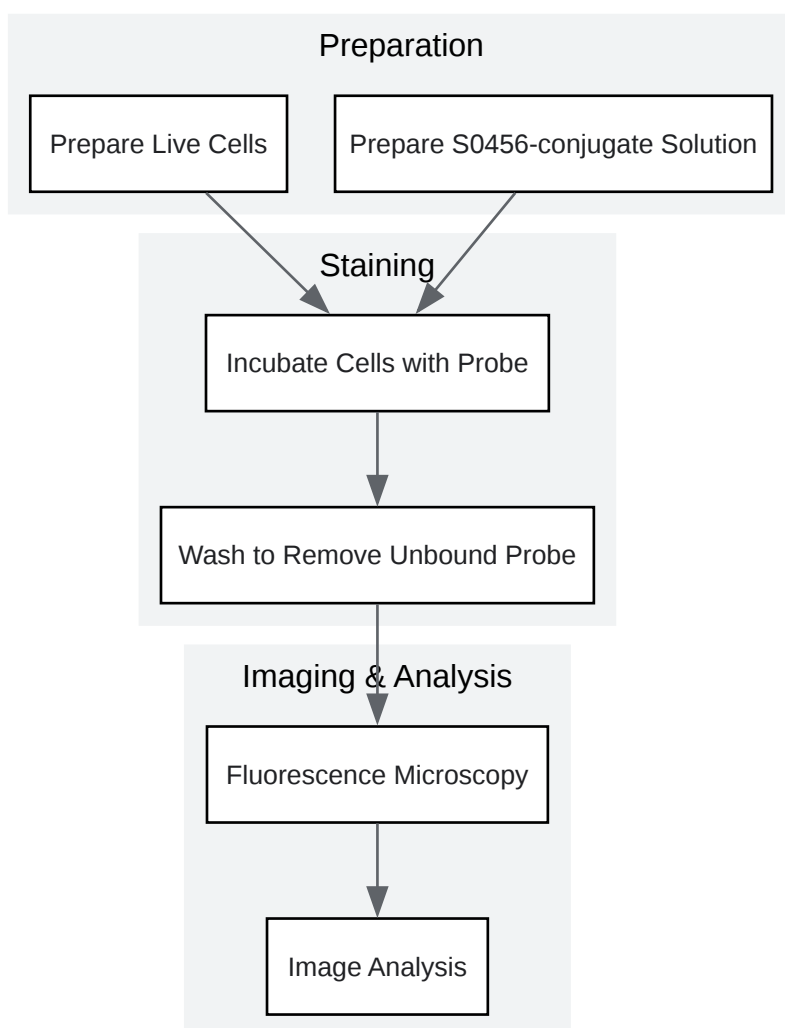 Preparation
Prepare Live Cells
Prepare S0456-conjugate Solution
Staining
Incubate Cells with Probe
Wash to Remove Unbound Probe
Imaging & Analysis
Fluorescence Microscopy
Image Analysis